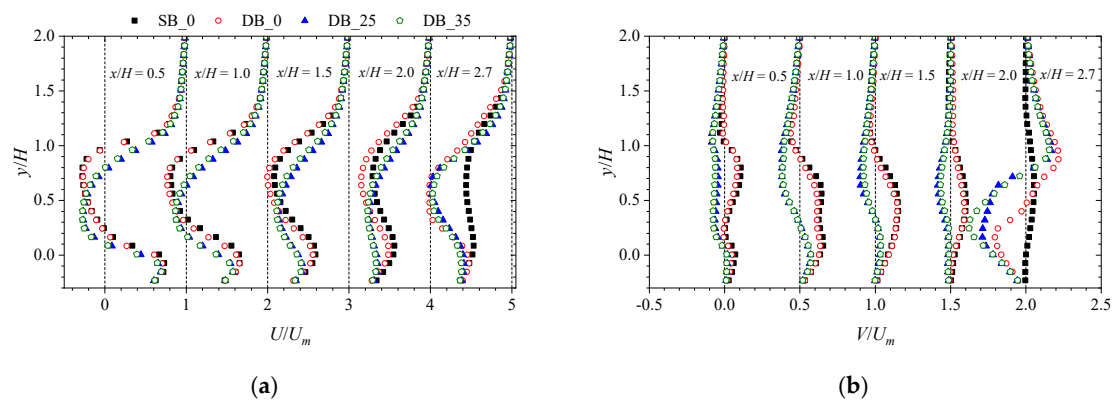 SB_0 DB_0 DB_25 DB_35
2.0
1.5
1.0
0.5
0.0
y/H
x/H = 0.5 x/H = 1.0 x/H = 1.5 x/H = 2.0 x/H = 2.7
0 1 2 3 4 5
U/Um
(a)
2.0
1.5
1.0
0.5
0.0
y/H
x/H = 0.5 x/H = 1.0 x/H = 1.5 x/H = 2.0 x/H = 2.7
-0.5 0.0 0.5 1.0 1.5 2.0 2.5
V/Um
(b)